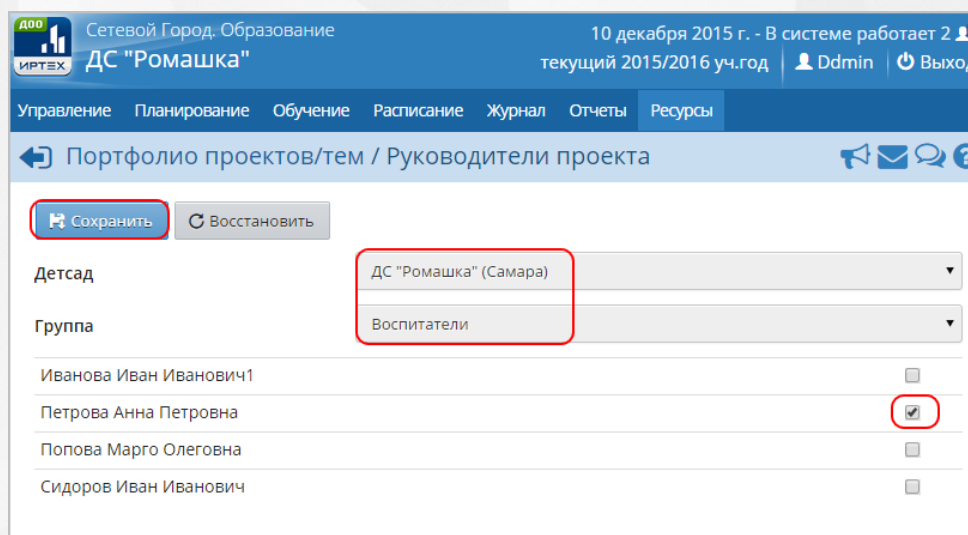 ДОО
ИРТЕХ
Сетевой Город. Образование
ДС "Ромашка"
10 декабря 2015 г. - В системе работает 2
текущий 2015/2016 уч.год Ddmin Выход
Управление Планирование Обучение Расписание Журнал Отчеты Ресурсы
Портфолио проектов/тем / Руководители проекта
Сохранить Восстановить
Детсад ДС "Ромашка" (Самара)
Группа Воспитатели
Иванова Иван Иванович1
Петрова Анна Петровна
Попова Марго Олеговна
Сидоров Иван Иванович